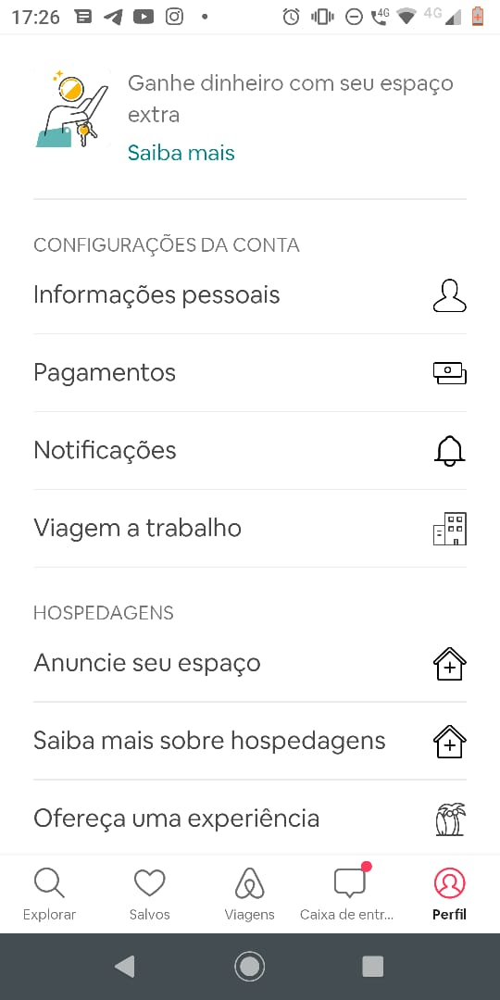 17:26
4G
4G
Ganhe dinheiro com seu espaço
extra
Saiba mais
CONFIGURAÇÕES DA CONTA
Informações pessoais
Pagamentos
Notificações
Viagem a trabalho
HOSPEDAGENS
Anuncie seu espaço
Saiba mais sobre hospedagens
Ofereça uma experiência
Explorar
Salvos
Viagens
Caixa de entr...
Perfil